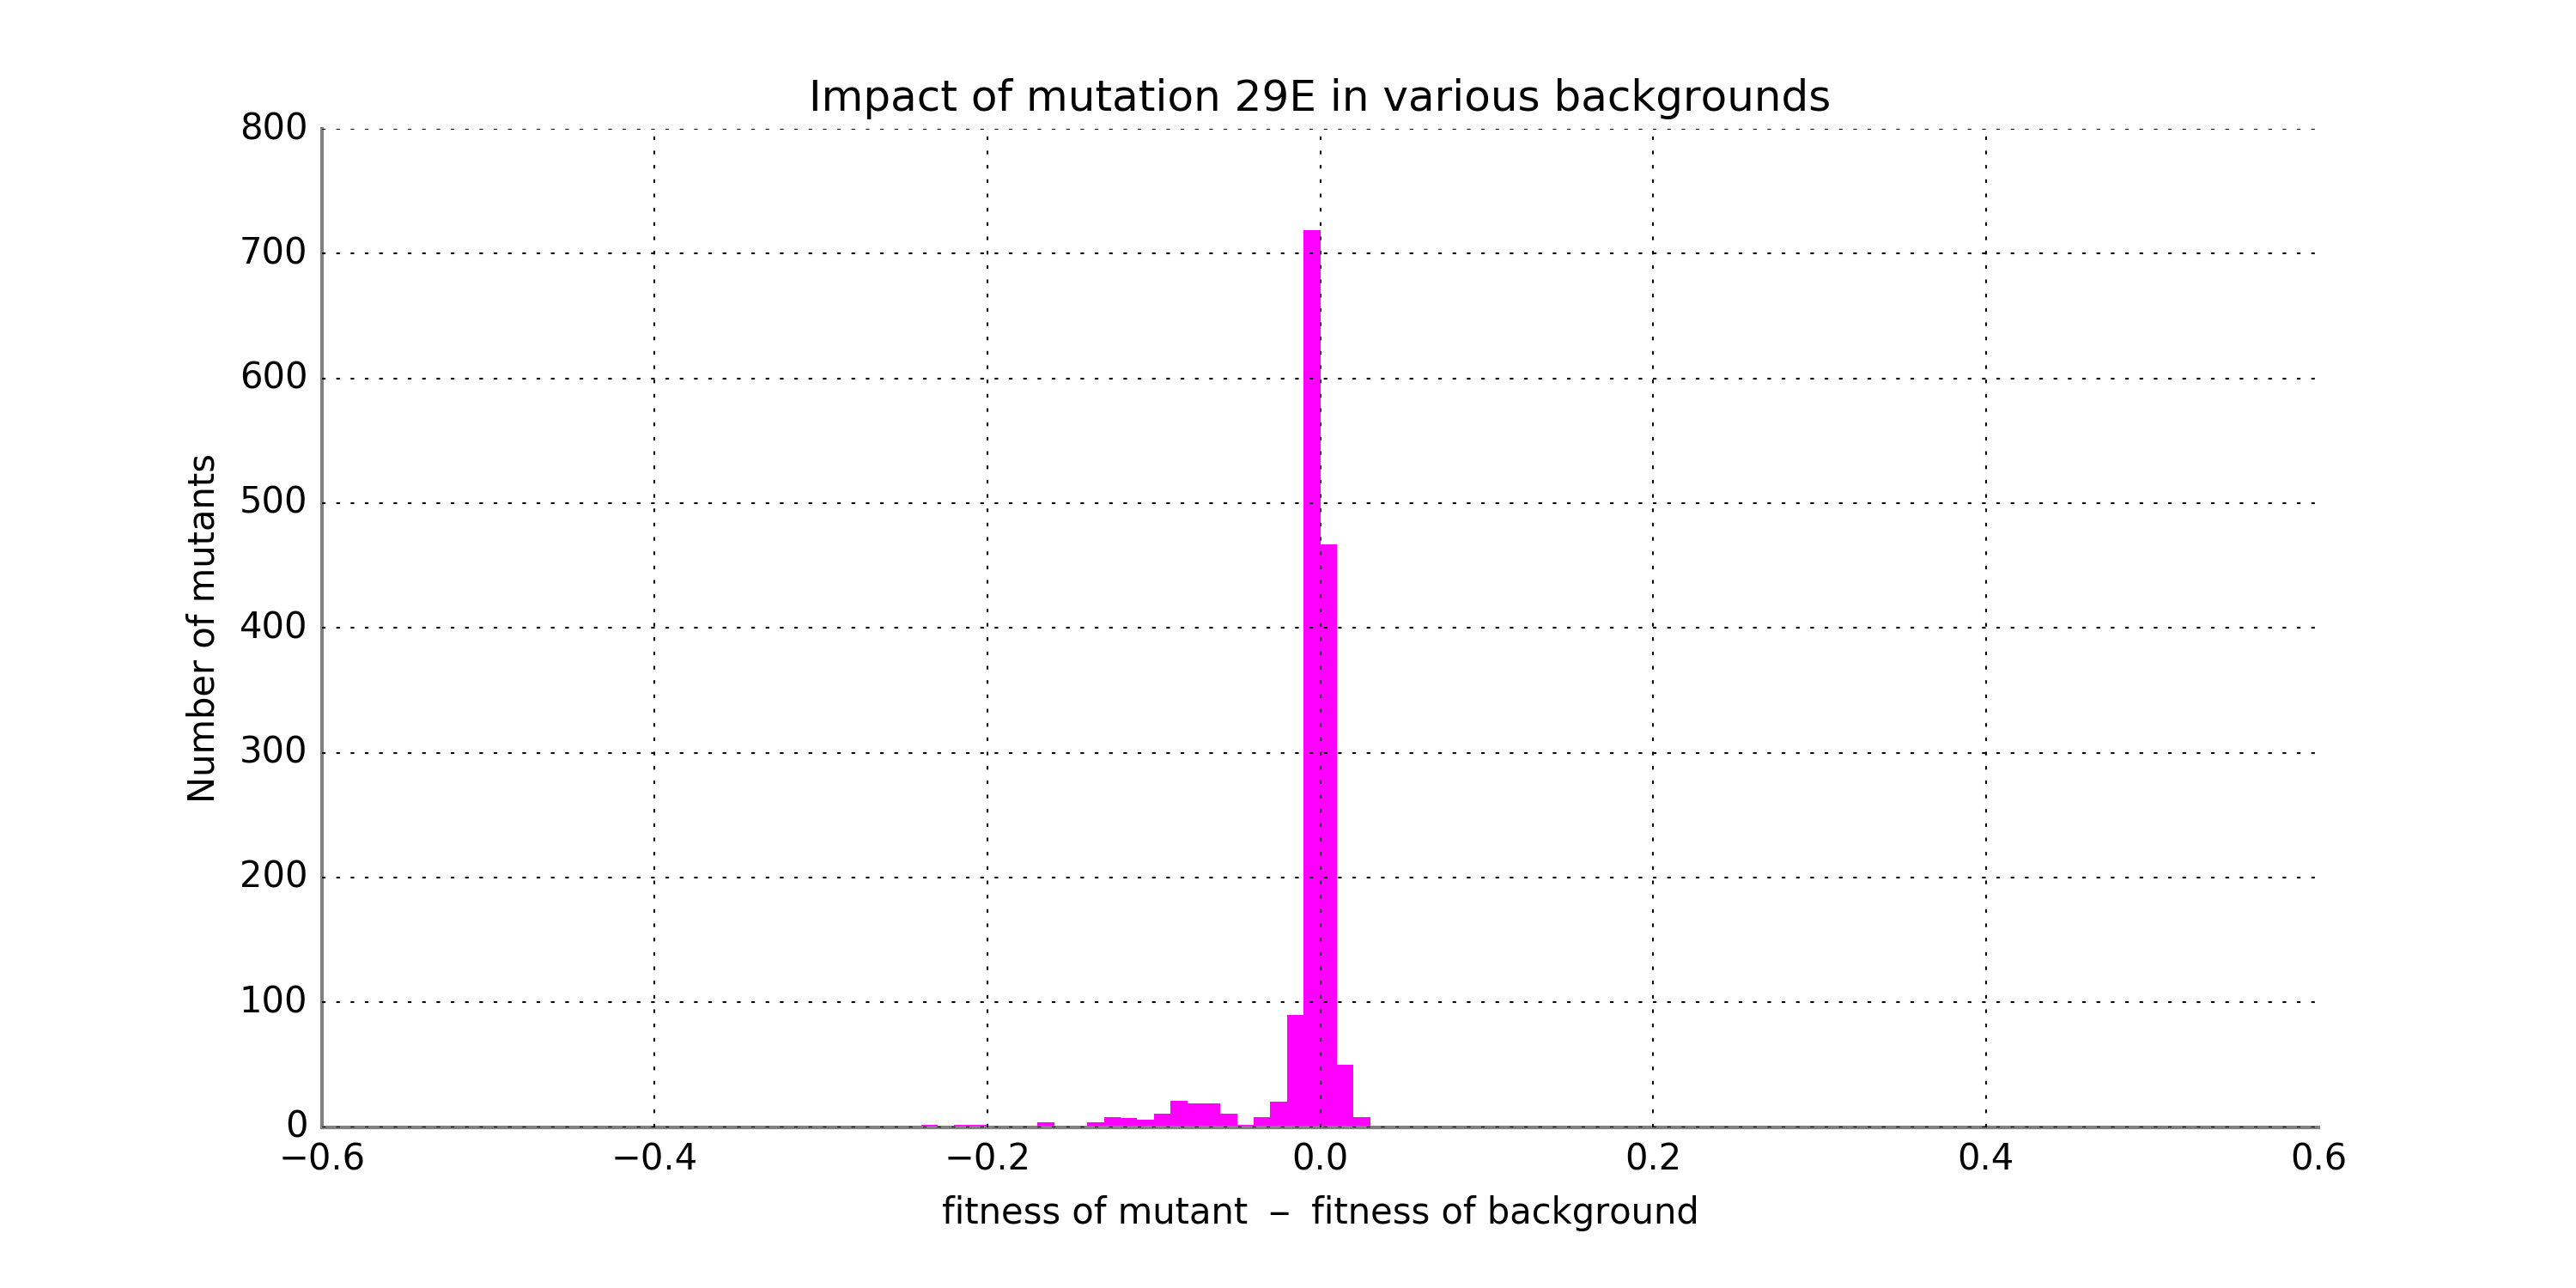 Impact of mutation 29E in various backgrounds
800
700
600
500
400
300
200
100
0
Number of mutants
−0.6 −0.4 −0.2 0.0 0.2 0.4 0.6
fitness of mutant − fitness of background